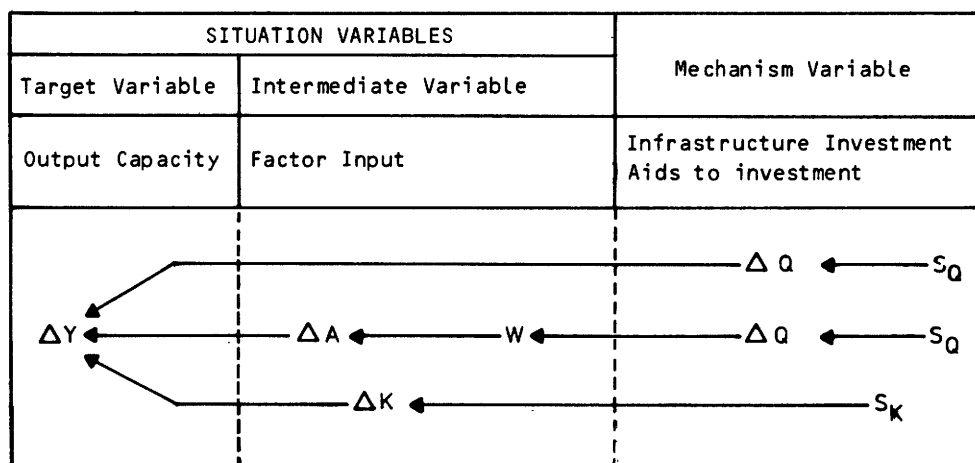 SITUATION VARIABLES
Mechanism Variable
Target Variable
Intermediate Variable
Output Capacity
Factor Input
Infrastructure Investment
Aids to investment
Δ Q S_Q
ΔY Δ A W Δ Q S_Q
ΔK S_K